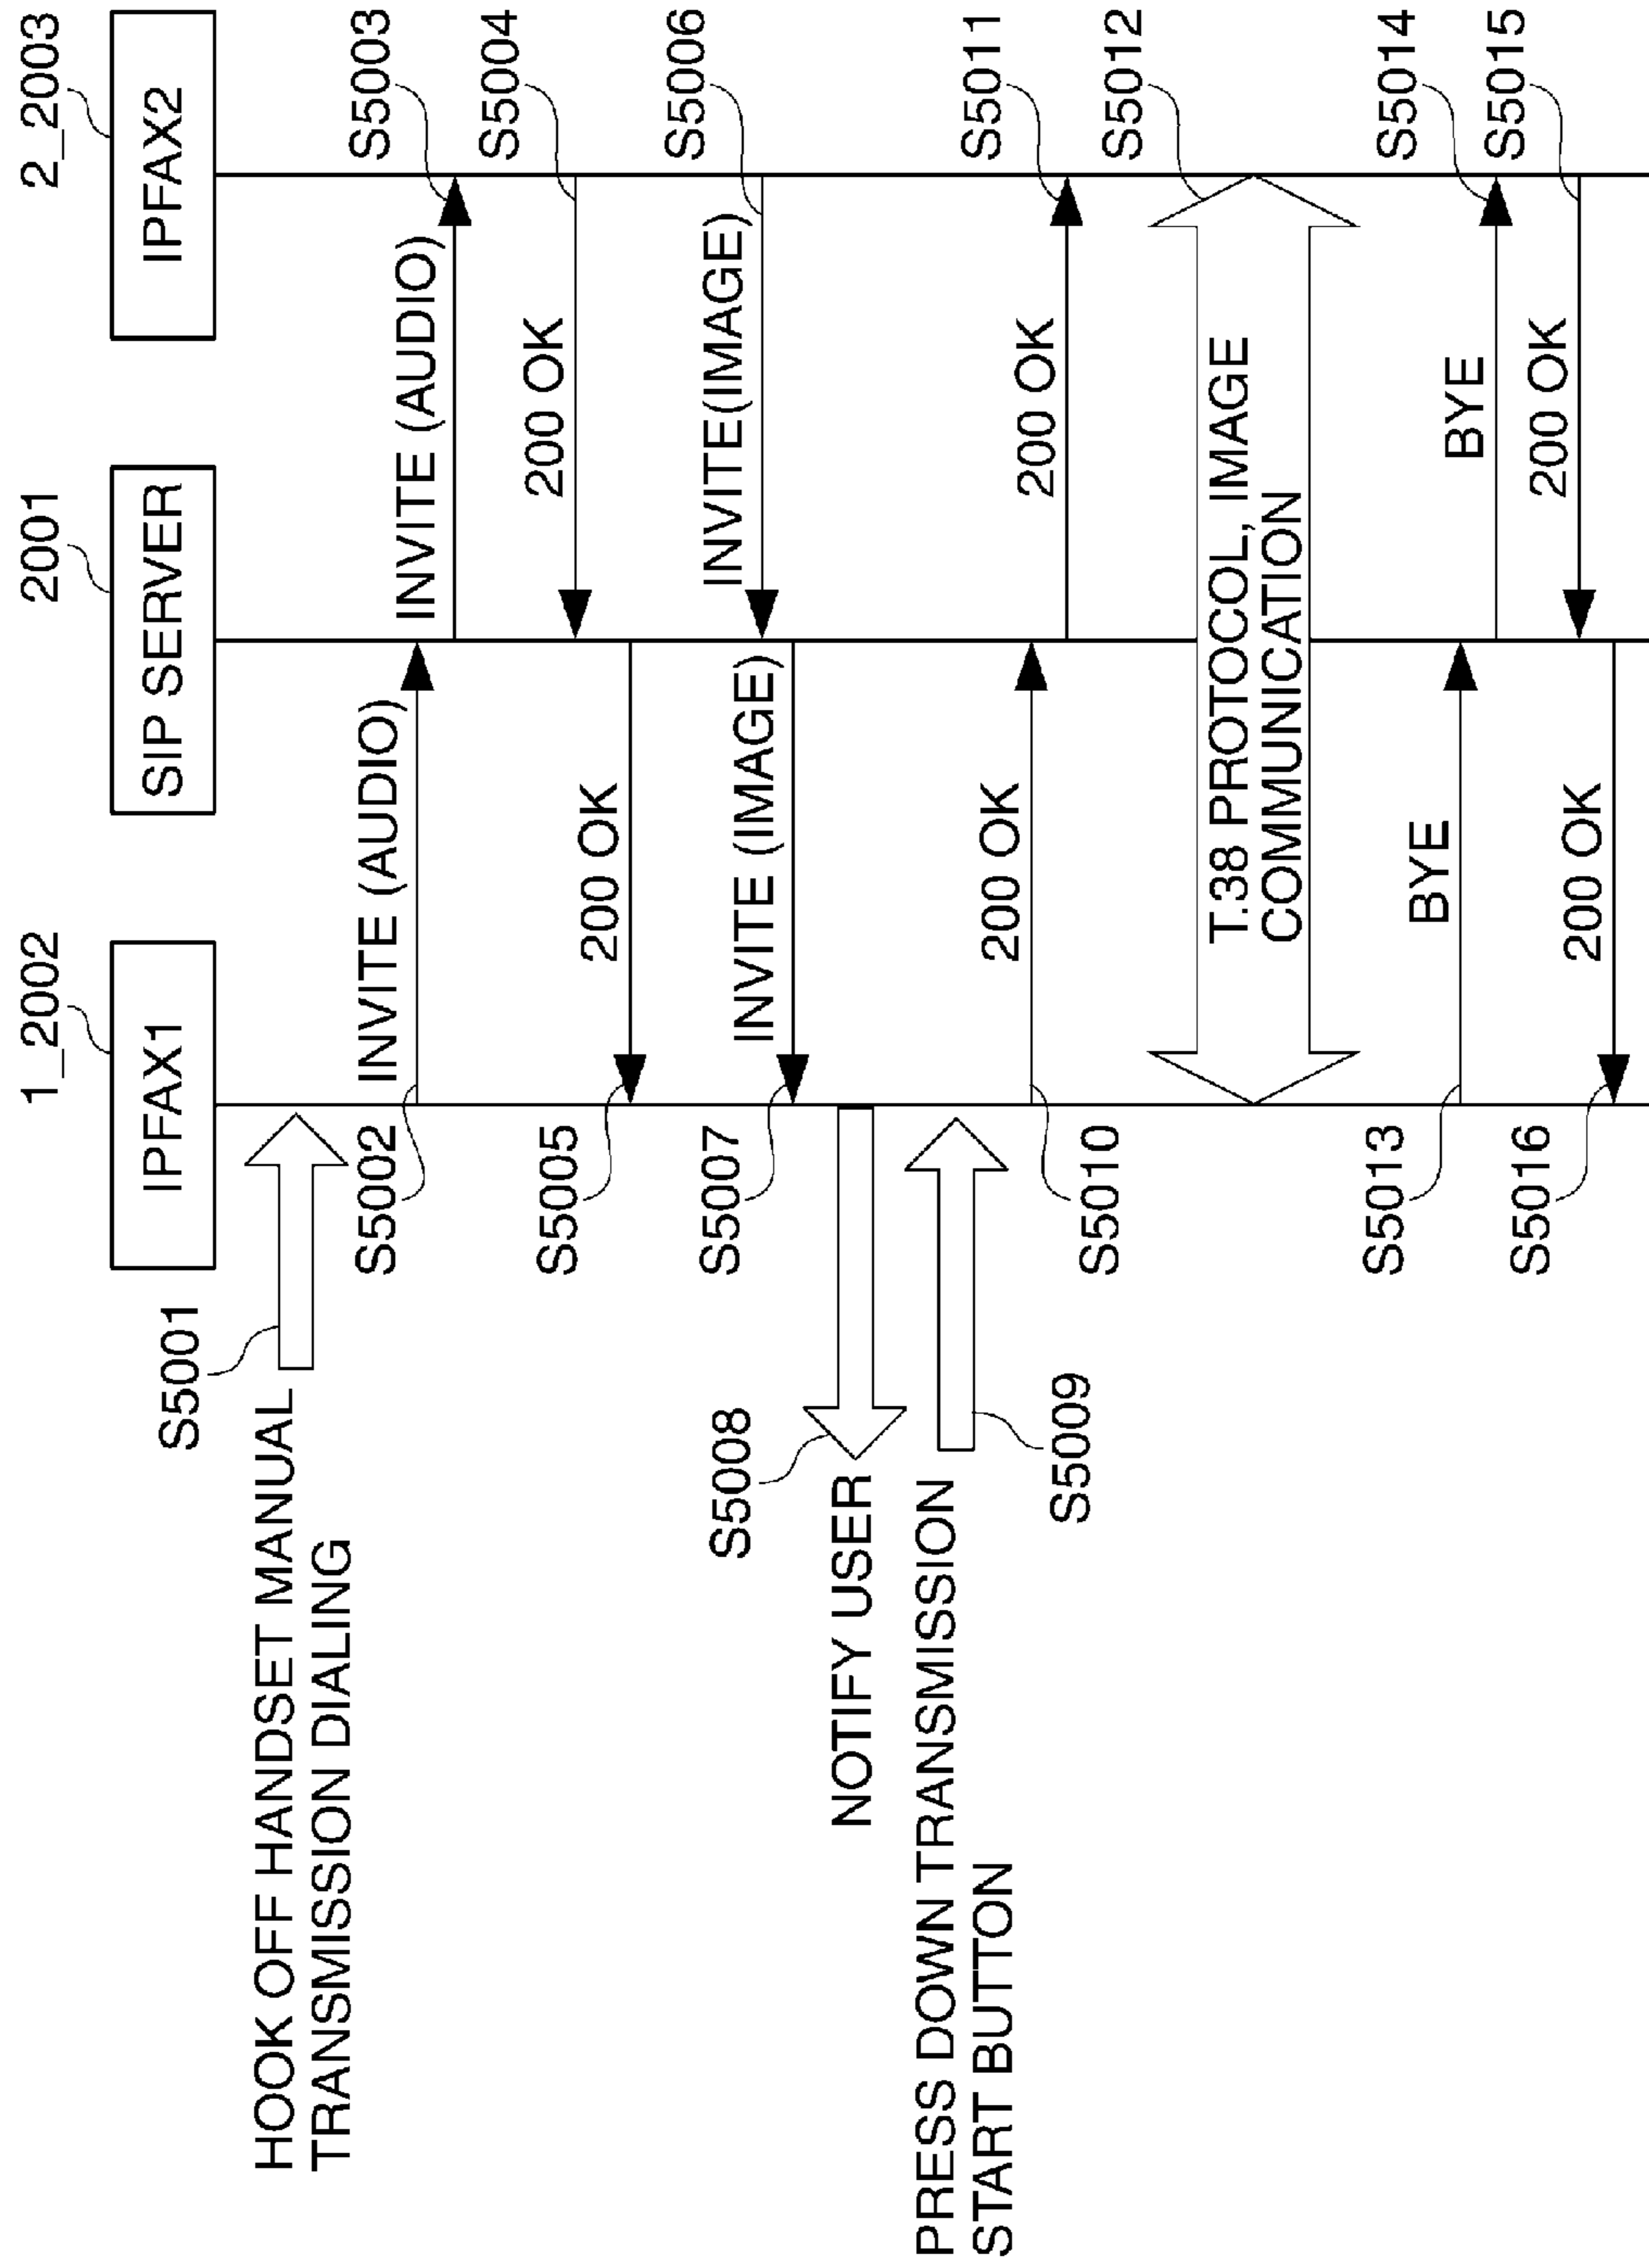 1_2002
2001
2_2003
IPFAX1
SIP SERVER
IPFAX2
S5001
HOOK OFF HANDSET MANUAL
TRANSMISSION DIALING
INVITE (AUDIO)
S5002
INVITE (AUDIO)
S5003
200 OK
S5004
200 OK
S5005
INVITE(IMAGE)
S5006
INVITE (IMAGE)
S5007
S5008
NOTIFY USER
PRESS DOWN TRANSMISSION
START BUTTON
S5009
200 OK
S5010
200 OK
S5011
S5012
T.38 PROTOCOL, IMAGE
COMMUNICATION
BYE
S5013
BYE
S5014
200 OK
S5015
200 OK
S5016